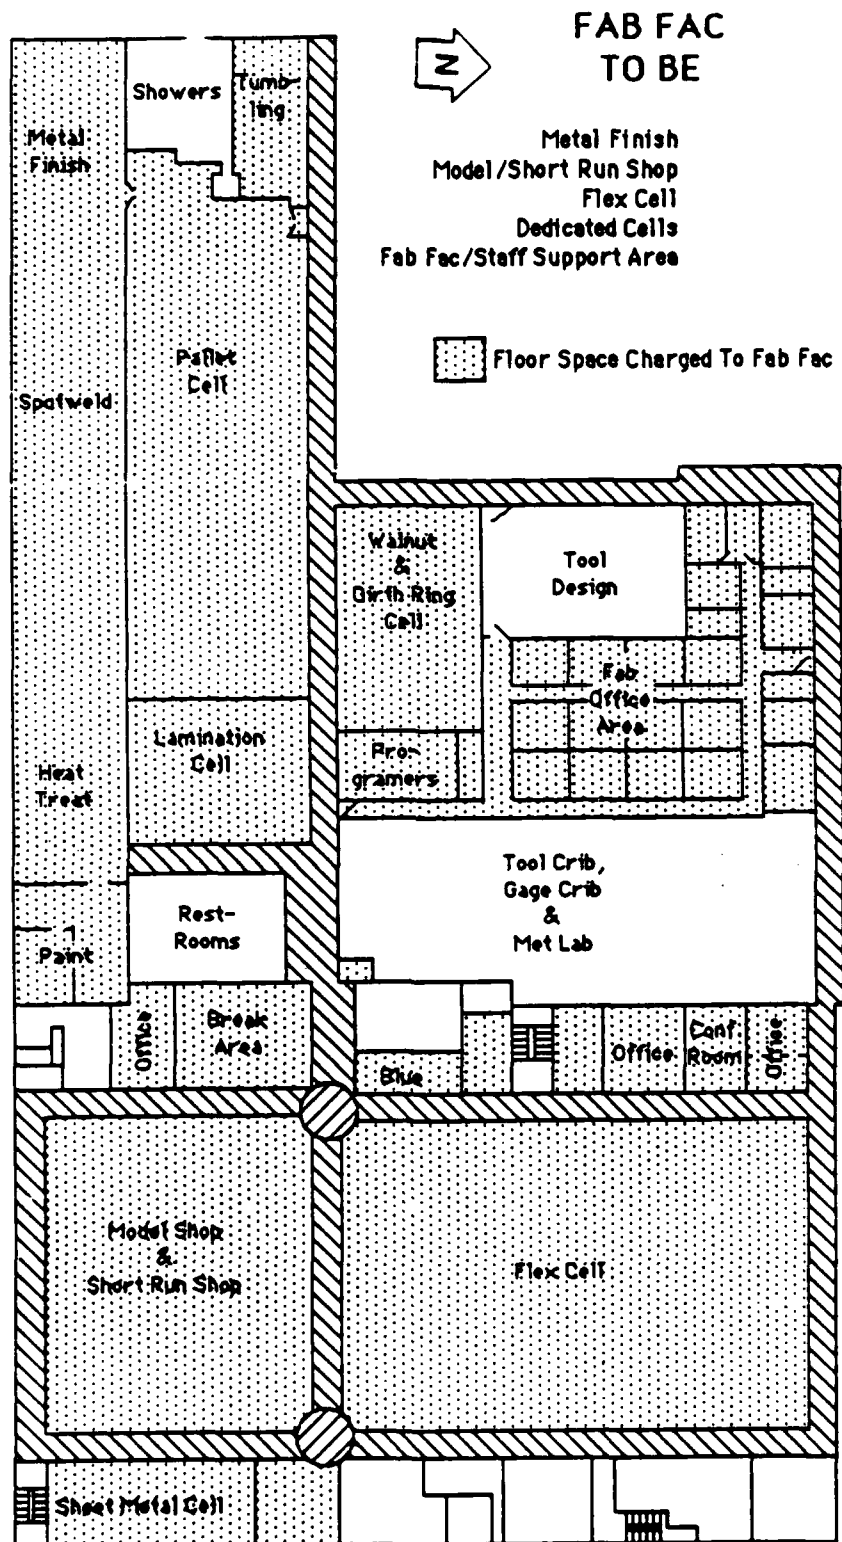 FAB FAC
TO BE
N
Metal Finish
Model/Short Run Shop
Flex Cell
Dedicated Cells
Fab Fac/Staff Support Area
Floor Space Charged To Fab Fac
Showers
Tumb-
ling
Metal
Finish
Pallet
Cell
Spotweld
Walnut
&
Girth Ring
Cell
Tool
Design
Fab
Office
Area
Lamination
Cell
Pro-
gramers
Heat
Treat
Tool Crib,
Gage Crib
&
Met Lab
Rest-
Rooms
Paint
Office
Break
Area
Blue
Office
Conf
Room
Office
Model Shop
&
Short Run Shop
Flex Cell
Sheet Metal Cell